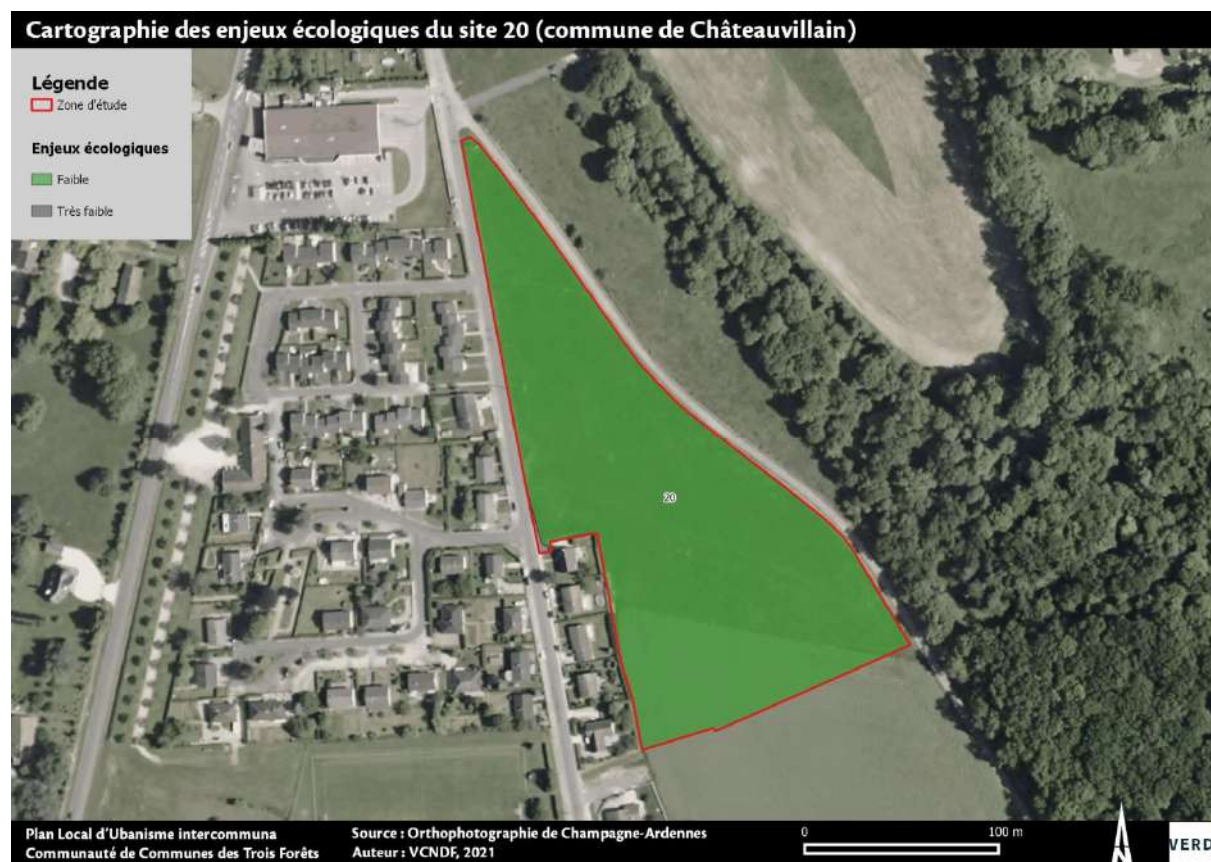 Cartographie des enjeux écologiques du site 20 (commune de Châteauvillain)
Légende
Zone d'étude
Enjeux écologiques
Faible
Très faible
20
Plan Local d'Ubanisme intercommuna
Communauté de Communes des Trois Forêts
Source : Orthophotographie de Champagne-Ardennes
Auteur : VCNDF, 2021
0 100 m
N
VERD